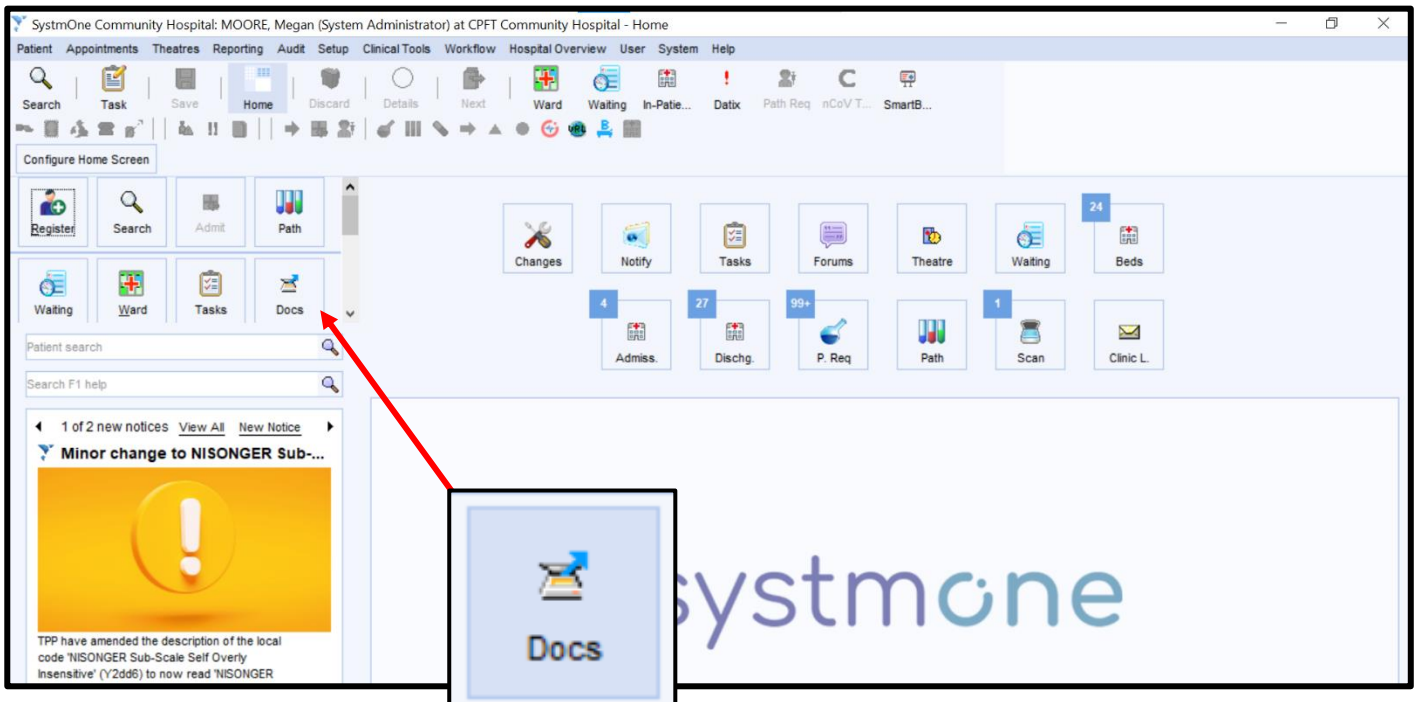 SystmOne Community Hospital: MOORE, Megan (System Administrator) at CPFT Community Hospital - Home
Patient Appointments Theatres Reporting Audit Setup Clinical Tools Workflow Hospital Overview User System Help
Search Task Save Home Discard Details Next Ward Waiting In-Patie... Datix Path Req nCoV T... SmartB...
Configure Home Screen
Register Search Admit Path
Waiting Ward Tasks Docs
Patient search
Search F1 help
1 of 2 new notices View All New Notice
Minor change to NISONGER Sub-...
TPP have amended the description of the local
code 'NISONGER Sub-Scale Self Overly
Insensitive' (Y2dd6) to now read 'NISONGER
24
Changes Notify Tasks Forums Theatre Waiting Beds
4 27 99+ 1
Admiss. Dischg. P. Req Path Scan Clinic L.
systmone
Docs